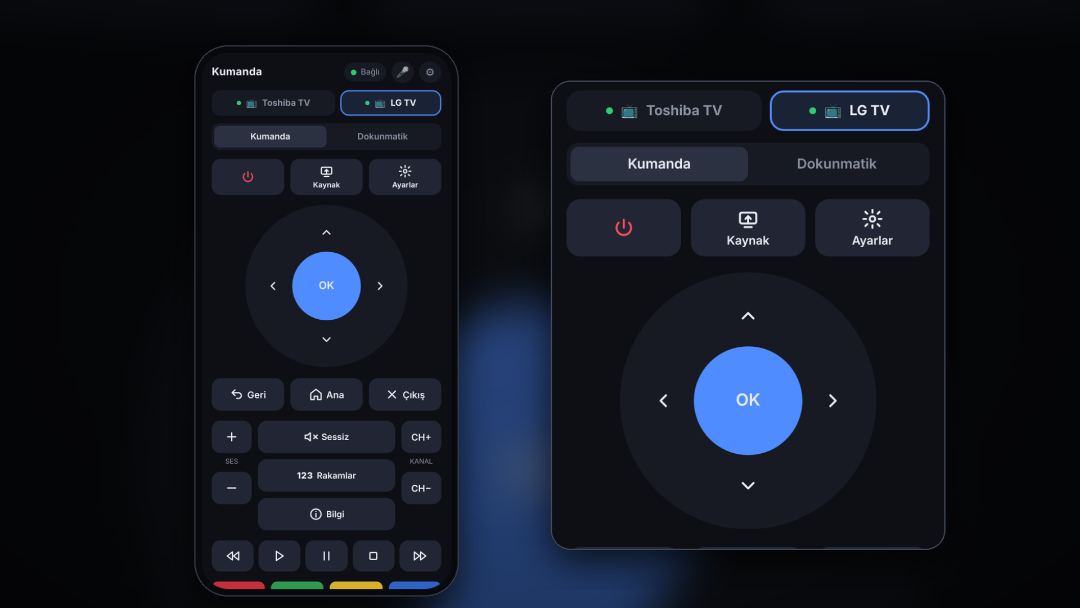 Kumanda
Bağlı
Toshiba TV
LG TV
Kumanda
Dokunmatik
Kaynak
Ayarlar
OK
Geri
Ana
Çıkış
Sessiz
CH+
SES
KANAL
123 Rakamlar
CH−
Bilgi
Toshiba TV
LG TV
Kumanda
Dokunmatik
Kaynak
Ayarlar
OK